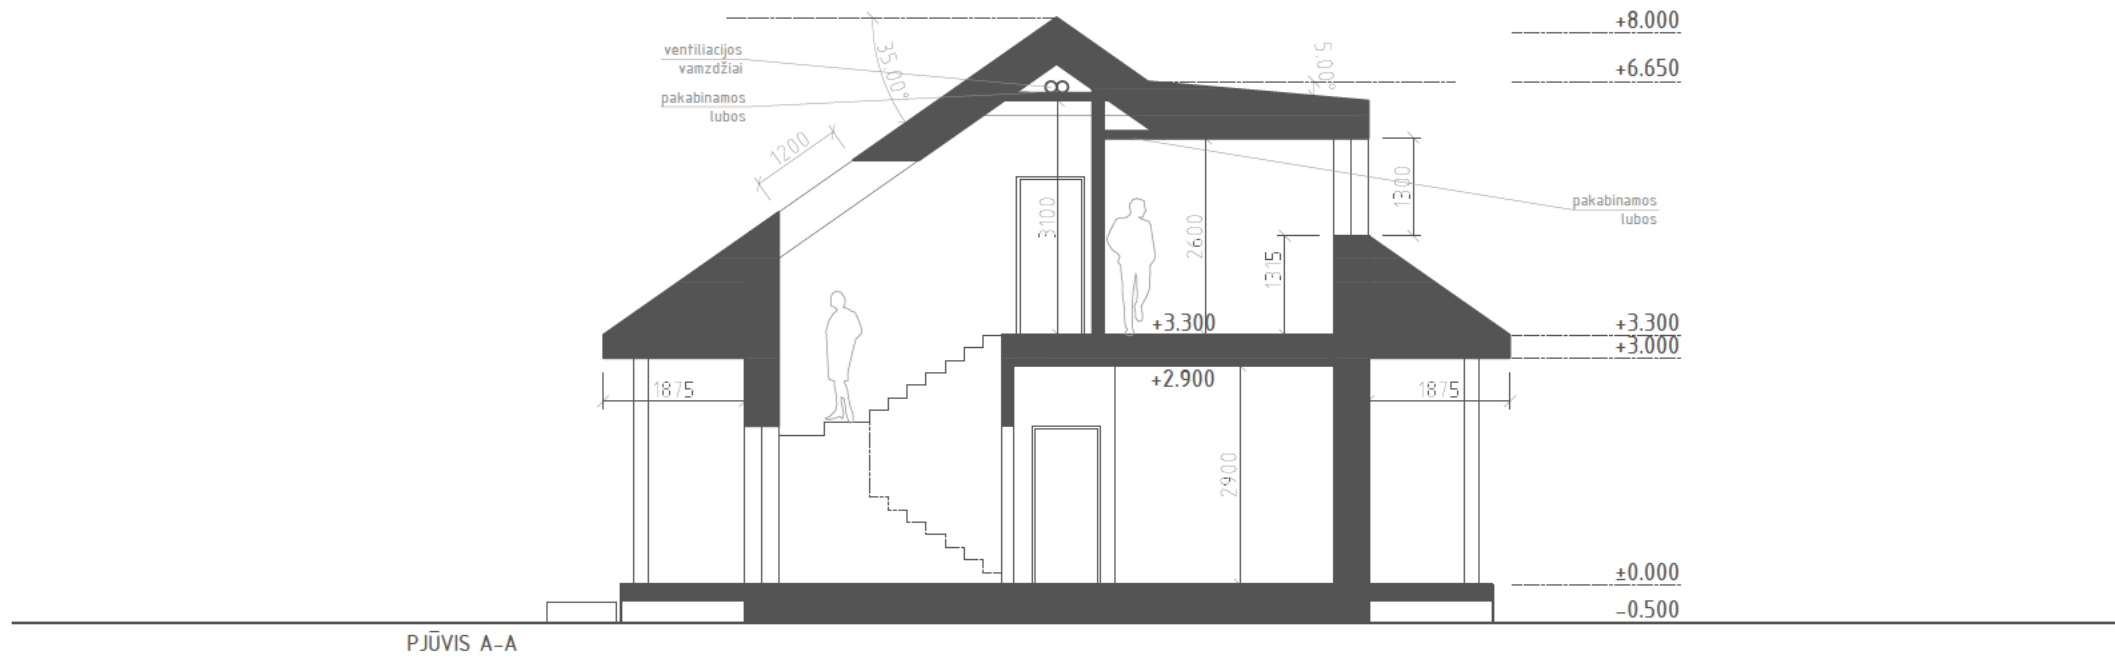 +8.000
35.00°
ventiliacijos
vamzdžiai
5.00°
+6.650
pakabinamos
lubos
1200
1300
3100
pakabinamos
lubos
2600
1315
+3.300
+3.300
+3.000
+2.900
1875
1875
2900
±0.000
-0.500
PJŪVIS A-A